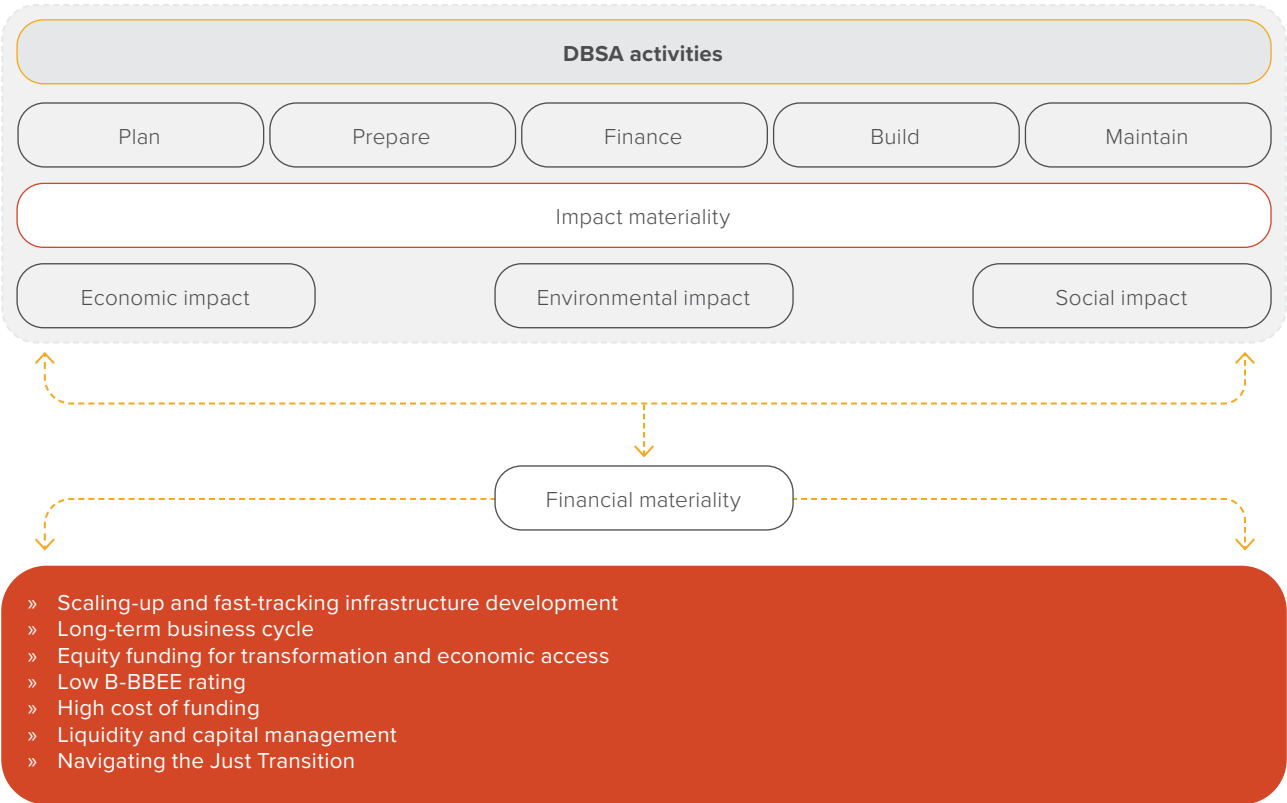 DBSA activities
Plan
Prepare
Finance
Build
Maintain
Impact materiality
Economic impact
Environmental impact
Social impact
Financial materiality
» Scaling-up and fast-tracking infrastructure development
» Long-term business cycle
» Equity funding for transformation and economic access
» Low B-BBEE rating
» High cost of funding
» Liquidity and capital management
» Navigating the Just Transition